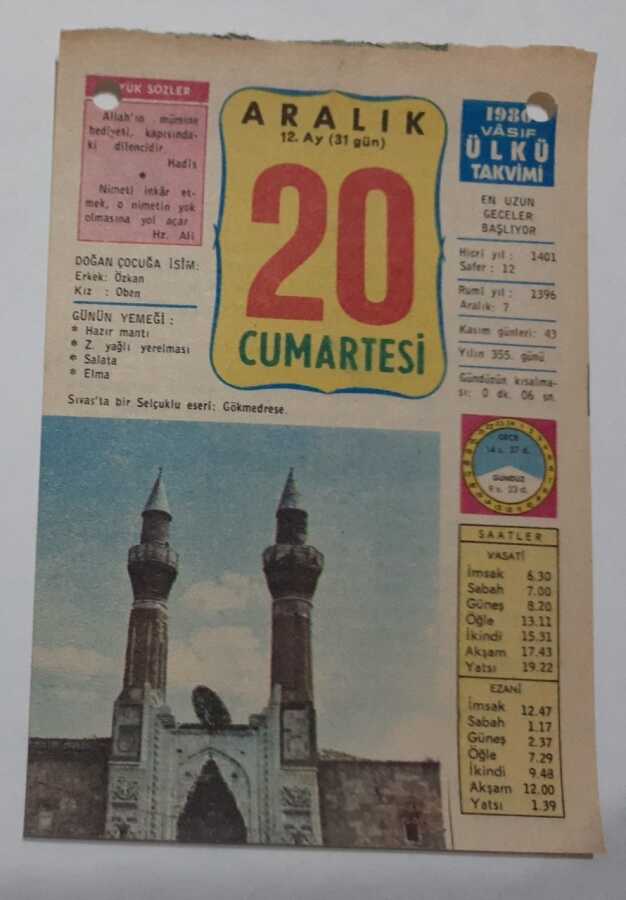 YÜK SÖZLER
Allah'ın mümine
hediyesi, kapısında-
ki dilencidir.
Hadis
Nimeti inkâr et-
mek, o nimetin yok
olmasına yol açar.
Hz. Ali
DOĞAN ÇOCUĞA İSİM:
Erkek: Özkan
Kız : Oben
GÜNÜN YEMEĞİ :
* Hazır mantı
* Z. yağlı yerelması
* Salata
* Elma
Sıvas'ta bir Selçuklu eseri: Gökmedrese.
ARALIK
12. Ay (31 gün)
20
CUMARTESİ
1980
VÂSIF
ÜLKÜ
TAKVİMİ
EN UZUN
GECELER
BAŞLIYOR
Hicri yıl : 1401
Safer : 12
Rumi yıl : 1396
Aralık: 7
Kasım günleri: 43
Yılın 355. günü
Gündüzün kısalma-
sı: 0 dk. 06 sn.
GECE
14 s. 37 d.
GÜNDÜZ
9 s. 23 d.
SAATLER
VASATİ
İmsak 6.30
Sabah 7.00
Güneş 8.20
Öğle 13.11
İkindi 15.31
Akşam 17.43
Yatsı 19.22
EZANİ
İmsak 12.47
Sabah 1.17
Güneş 2.37
Öğle 7.29
İkindi 9.48
Akşam 12.00
Yatsı 1.39